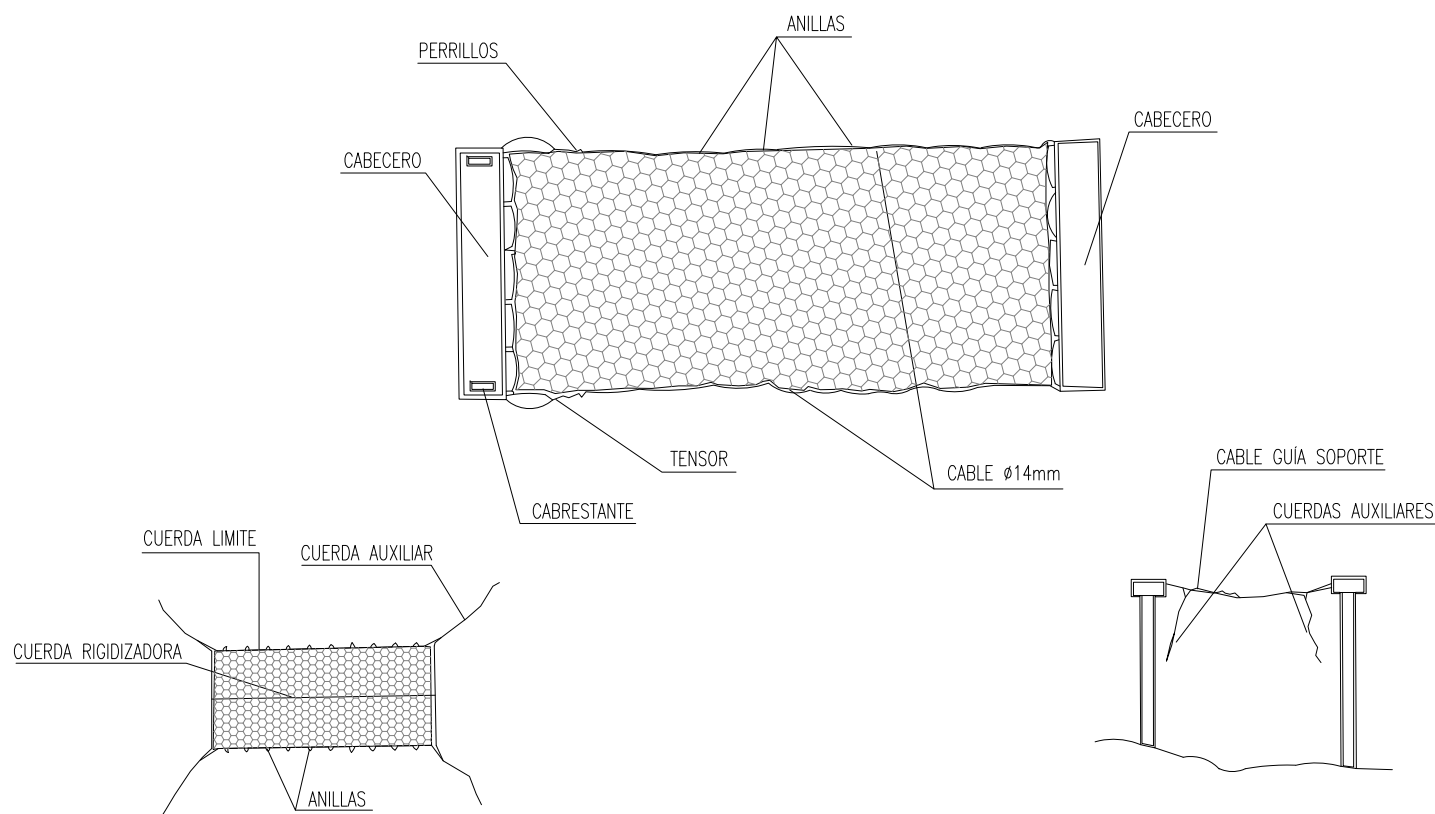 ANILLAS
PERRILLOS
CABECERO
CABECERO
TENSOR
CABLE ø14mm
CABRESTANTE
CABLE GUÍA SOPORTE
CUERDAS AUXILIARES
CUERDA LIMITE
CUERDA AUXILIAR
CUERDA RIGIDIZADORA
ANILLAS